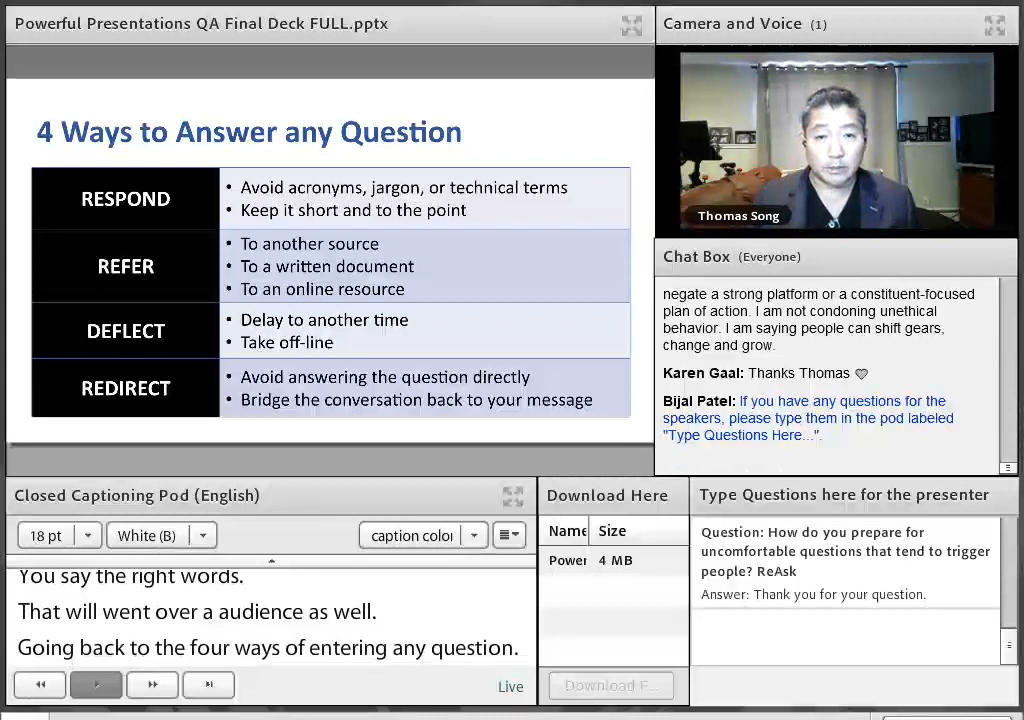 Powerful Presentations QA Final Deck FULL.pptx
4 Ways to Answer any Question
RESPOND
• Avoid acronyms, jargon, or technical terms
• Keep it short and to the point
REFER
• To another source
• To a written document
• To an online resource
DEFLECT
• Delay to another time
• Take off-line
REDIRECT
• Avoid answering the question directly
• Bridge the conversation back to your message
Camera and Voice (1)
Thomas Song
Chat Box (Everyone)
negate a strong platform or a constituent-focused
plan of action. I am not condoning unethical
behavior. I am saying people can shift gears,
change and grow.
Karen Gaal: Thanks Thomas
Bijal Patel: If you have any questions for the
speakers, please type them in the pod labeled
"Type Questions Here...".
Closed Captioning Pod (English)
18 pt
White (B)
caption color
You say the right words.
That will went over a audience as well.
Going back to the four ways of entering any question.
Live
Download Here
Name Size
Power 4 MB
Download F...
Type Questions here for the presenter
Question: How do you prepare for
uncomfortable questions that tend to trigger
people? ReAsk
Answer: Thank you for your question.